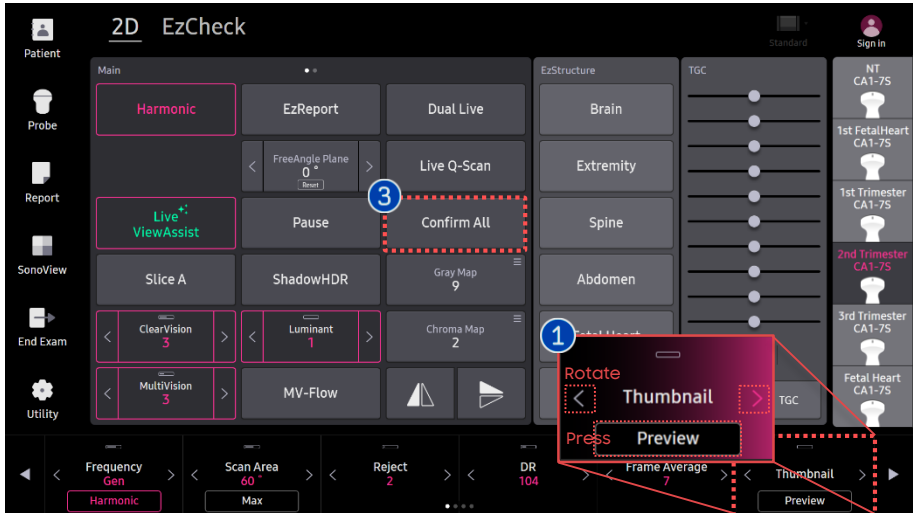 Patient
2D EzCheck
Standard
Sign in
Probe
Report
SonoView
End Exam
Utility
Main
Harmonic
EzReport
Dual Live
< FreeAngle Plane >
0 °
Reset
Live Q-Scan
3
Live
ViewAssist
Pause
Confirm All
Slice A
ShadowHDR
Gray Map
9
< ClearVision >
3
< Luminant >
1
Chroma Map
2
< MultiVision >
3
MV-Flow
EzStructure
Brain
Extremity
Spine
Abdomen
TGC
TGC
NT
CA1-7S
1st FetalHeart
CA1-7S
1st Trimester
CA1-7S
2nd Trimester
CA1-7S
3rd Trimester
CA1-7S
Fetal Heart
CA1-7S
1
Rotate
< Thumbnail >
Press Preview
< Frequency >
Gen
Harmonic
< Scan Area >
60 °
Max
< Reject >
2
< DR >
104
< Frame Average >
7
< Thumbnail >
Preview